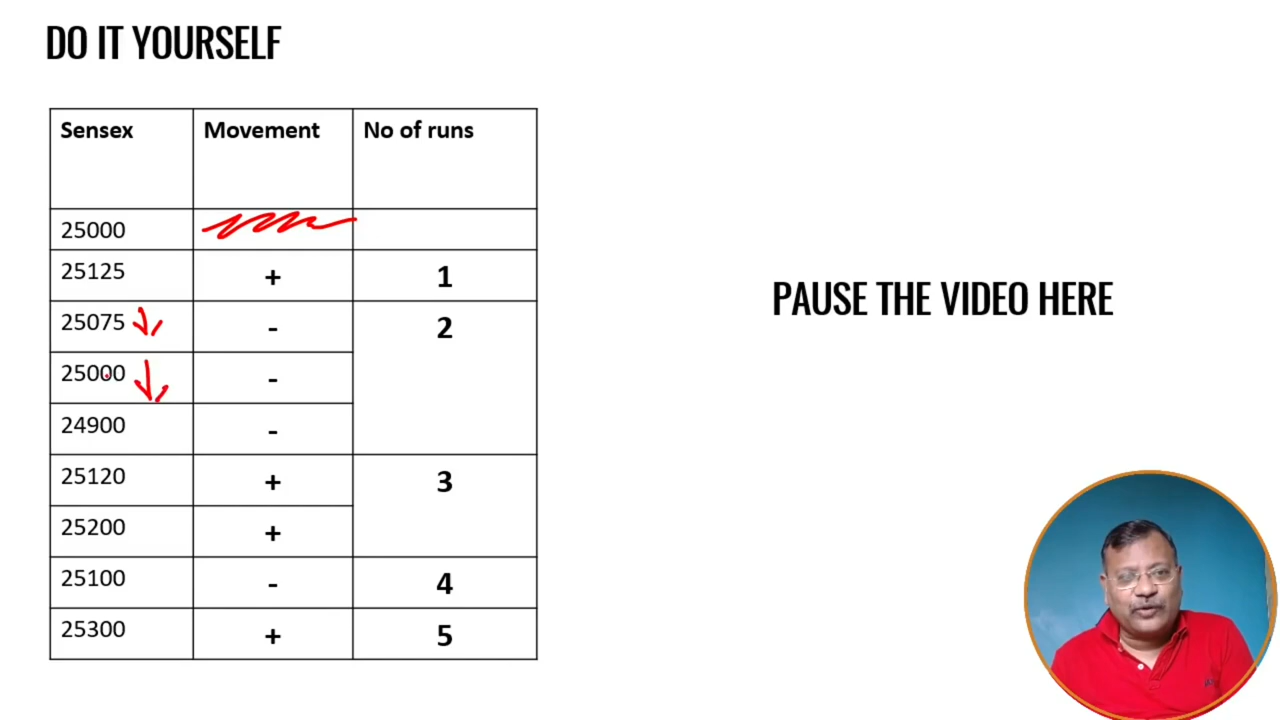 DO IT YOURSELF
Sensex Movement No of runs
25000
25125 + 1
25075 - 2
25000 -
24900 -
25120 + 3
25200 +
25100 - 4
25300 + 5
PAUSE THE VIDEO HERE